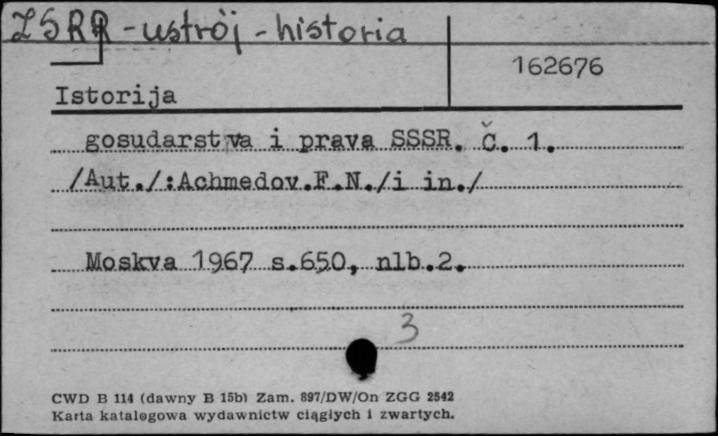 ZSRR - ustrój - historia
162676
Istorija
gosudarstva i prava SSSR. Č. 1.
/Aut./:Achmedov.F.N./i in./
Moskva 1967 s.650, nlb.2.
3
CWD B 114 (dawny B 15b) Zam. 897/DW/On ZGG 2542
Karta katalogowa wydawnictw ciągłych i zwartych.